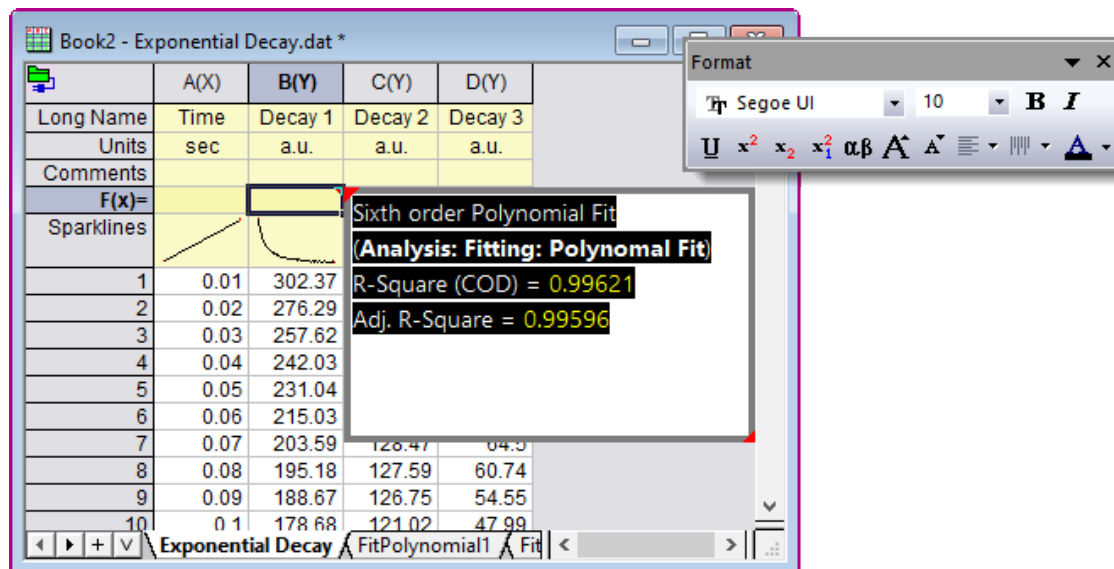 Book2 - Exponential Decay.dat *
Format
Segoe UI 10 B I
U x² x₂ x₁² αβ A A A
A(X) B(Y) C(Y) D(Y)
Long Name Time Decay 1 Decay 2 Decay 3
Units sec a.u. a.u. a.u.
Comments
F(x)=
Sparklines
Sixth order Polynomial Fit
(Analysis: Fitting: Polynomal Fit)
R-Square (COD) = 0.99621
Adj. R-Square = 0.99596
1 0.01 302.37
2 0.02 276.29
3 0.03 257.62
4 0.04 242.03
5 0.05 231.04
6 0.06 215.03
7 0.07 203.59 128.47 64.5
8 0.08 195.18 127.59 60.74
9 0.09 188.67 126.75 54.55
10 0.1 178.68 121.02 47.99
Exponential Decay FitPolynomial1 Fit